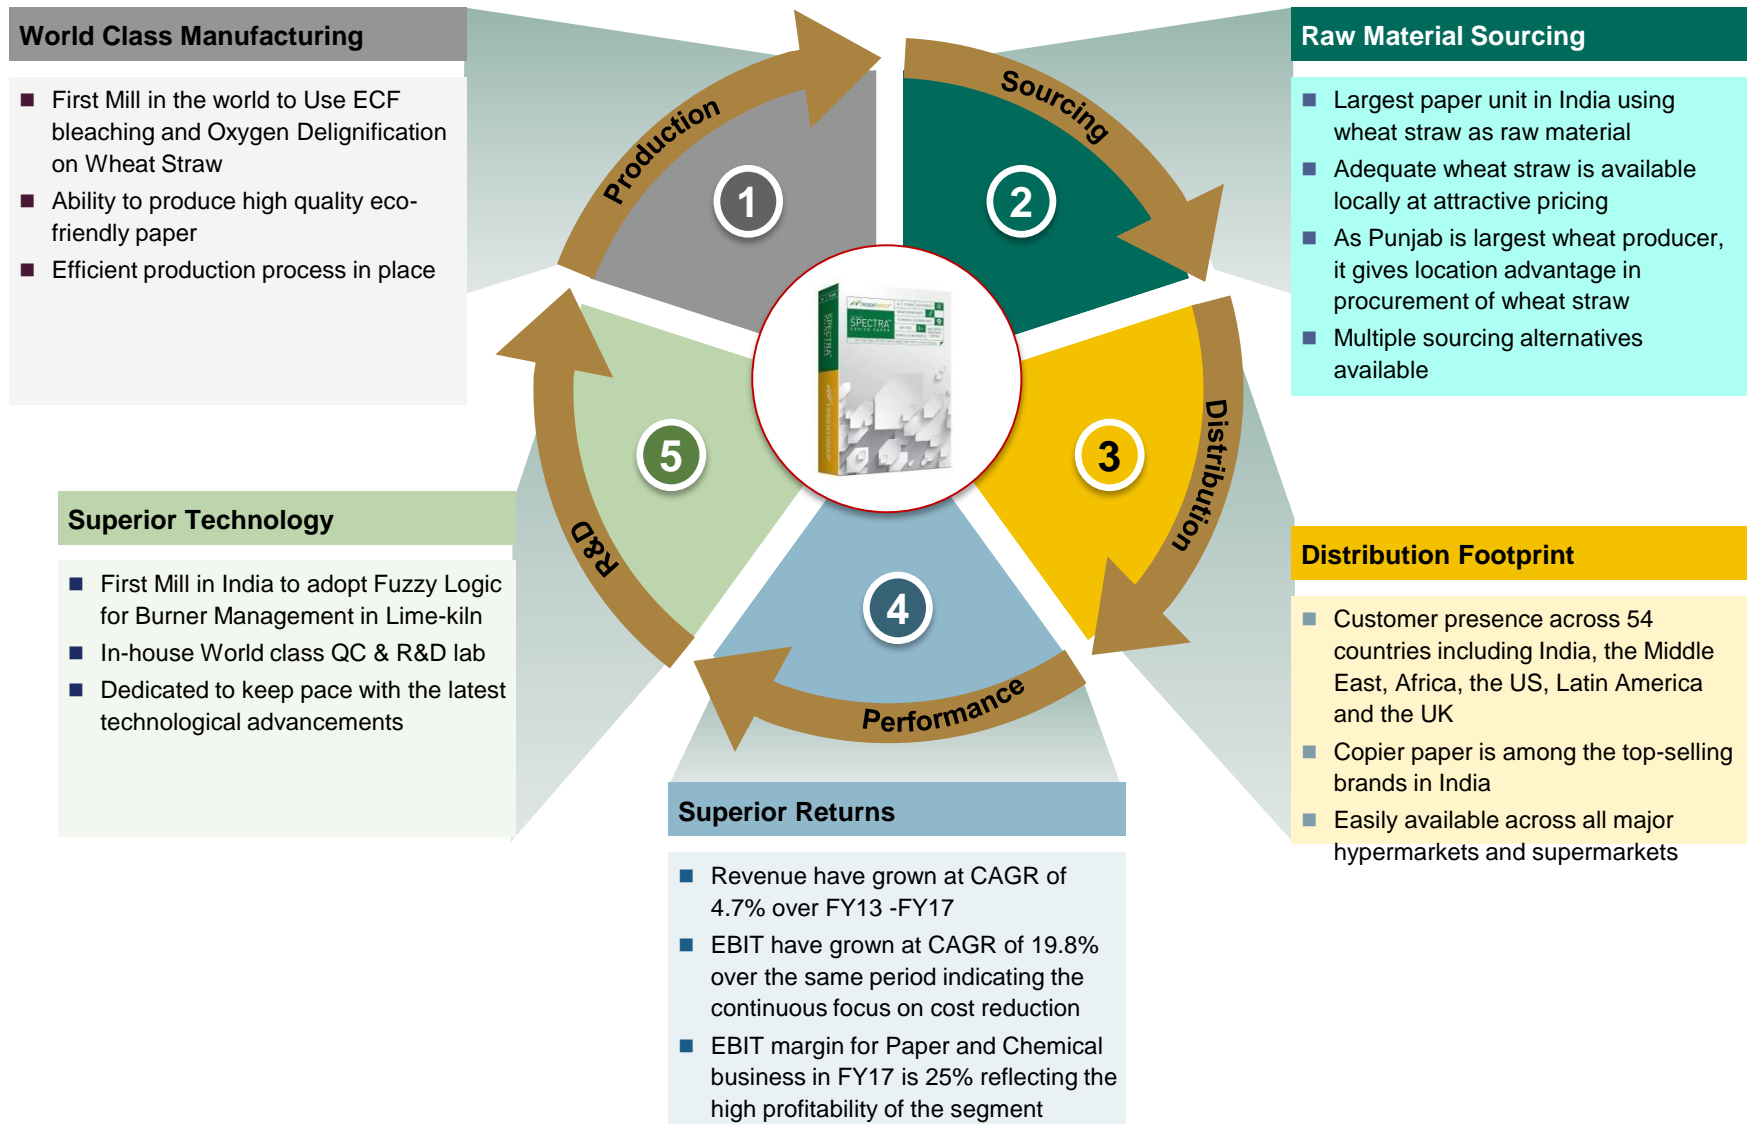 World Class Manufacturing
First Mill in the world to Use ECF
bleaching and Oxygen Delignification
on Wheat Straw
Ability to produce high quality eco-
friendly paper
Efficient production process in place
Production
1
Sourcing
2
Raw Material Sourcing
Largest paper unit in India using
wheat straw as raw material
Adequate wheat straw is available
locally at attractive pricing
As Punjab is largest wheat producer,
it gives location advantage in
procurement of wheat straw
Multiple sourcing alternatives
available
SPECTRA
COPIER PAPER
SPECTRA
TRIDENTGROUP
Distribution
3
Distribution Footprint
Customer presence across 54
countries including India, the Middle
East, Africa, the US, Latin America
and the UK
Copier paper is among the top-selling
brands in India
Easily available across all major
hypermarkets and supermarkets
Performance
4
Superior Returns
Revenue have grown at CAGR of
4.7% over FY13 -FY17
EBIT have grown at CAGR of 19.8%
over the same period indicating the
continuous focus on cost reduction
EBIT margin for Paper and Chemical
business in FY17 is 25% reflecting the
high profitability of the segment
R&D
5
Superior Technology
First Mill in India to adopt Fuzzy Logic
for Burner Management in Lime-kiln
In-house World class QC & R&D lab
Dedicated to keep pace with the latest
technological advancements